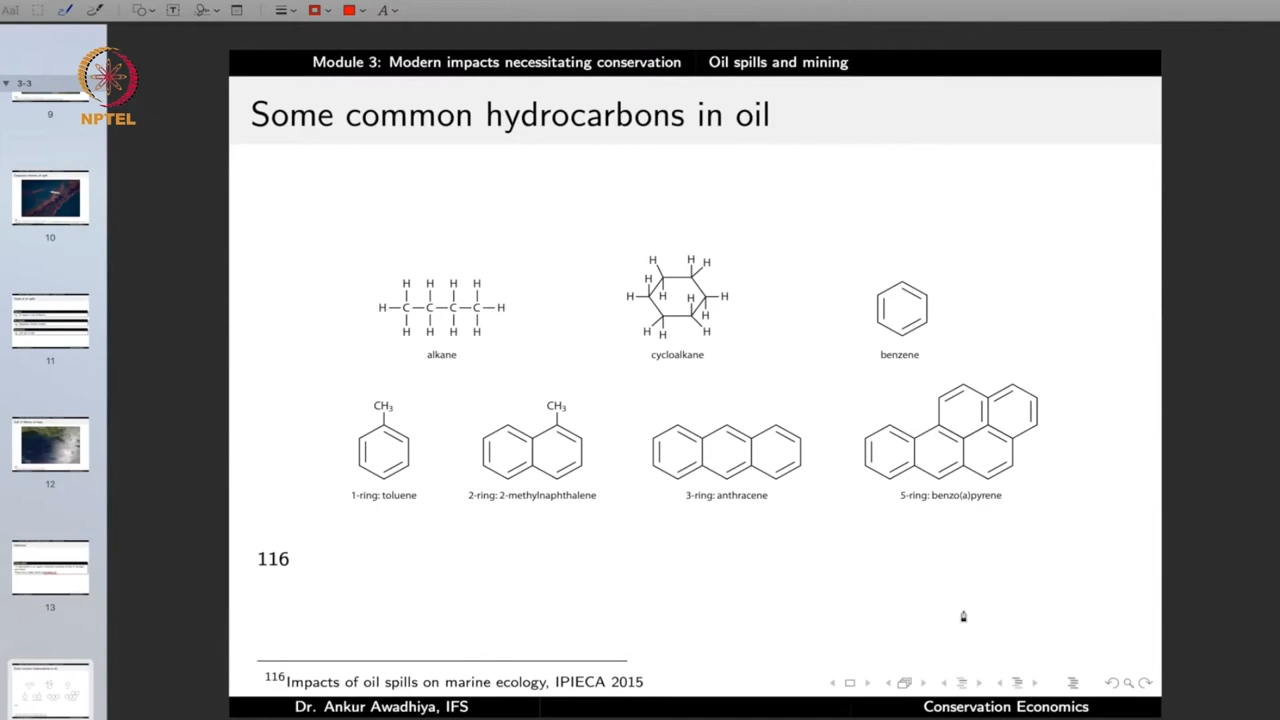 3-3
NPTEL
9
10
11
12
13
Module 3: Modern impacts necessitating conservation Oil spills and mining
Some common hydrocarbons in oil
H H H H
H C C C C H
H H H H
alkane
H H H
H
H H H H
H
H H H
cycloalkane
benzene
CH3
1-ring: toluene
CH3
2-ring: 2-methylnaphthalene
3-ring: anthracene
5-ring: benzo(a)pyrene
116
116Impacts of oil spills on marine ecology, IPIECA 2015
Dr. Ankur Awadhiya, IFS Conservation Economics